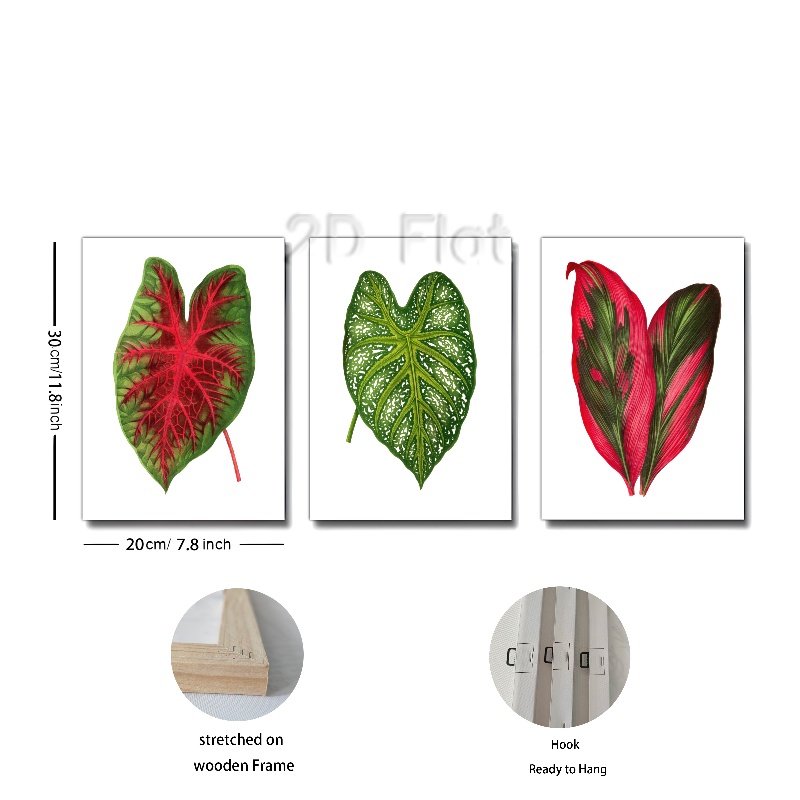 2D Flat
30cm/11.8inch
20cm/ 7.8 inch
stretched on
wooden Frame
Hook
Ready to Hang